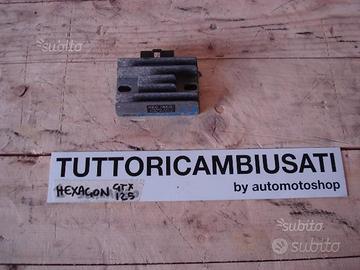 subito
TUTTORICAMBIUSATI
by automotoshop
HEXAGON GTX
125
subito
subito